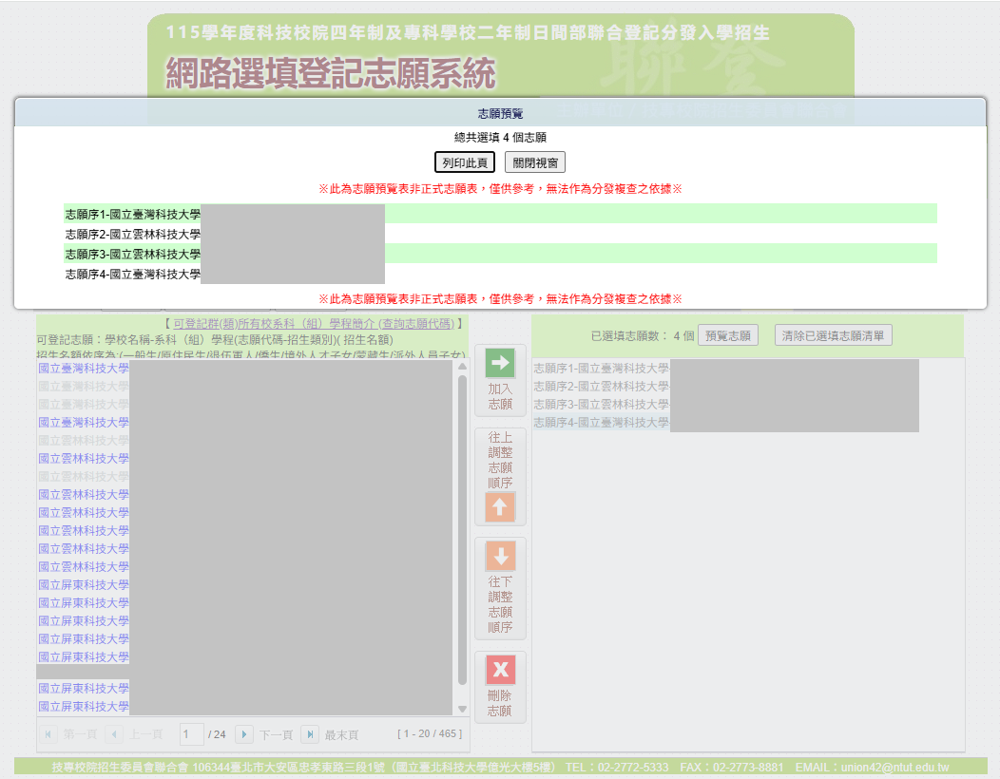 115學年度科技校院四年制及專科學校二年制日間部聯合登記分發入學招生
聯登
網路選填登記志願系統
志願預覽
總共選填 4 個志願
列印此頁 關閉視窗
※此為志願預覽表非正式志願表，僅供參考，無法作為分發複查之依據※
志願序1-國立臺灣科技大學
志願序2-國立雲林科技大學
志願序3-國立雲林科技大學
志願序4-國立臺灣科技大學
※此為志願預覽表非正式志願表，僅供參考，無法作為分發複查之依據※
【 可登記群(類)所有校系科（組）學程簡介 (查詢志願代碼) 】
可登記志願：學校名稱-系科（組）學程(志願代碼-招生類別)( 招生名額)
招生名額依序為:(一般生/原住民生/退伍軍人/僑生/境外人才子女/蒙藏生/派外人員子女)
國立臺灣科技大學
國立臺灣科技大學
國立臺灣科技大學
國立臺灣科技大學
國立雲林科技大學
國立雲林科技大學
國立雲林科技大學
國立雲林科技大學
國立雲林科技大學
國立雲林科技大學
國立雲林科技大學
國立雲林科技大學
國立屏東科技大學
國立屏東科技大學
國立屏東科技大學
國立屏東科技大學
國立屏東科技大學
國立屏東科技大學
國立屏東科技大學
第一頁 上一頁 1 / 24 下一頁 最末頁 [ 1 - 20 / 465 ]
加入
志願
往上
調整
志願
順序
往下
調整
志願
順序
X
刪除
志願
已選填志願數： 4 個 預覽志願 清除已選填志願清單
志願序1-國立臺灣科技大學-
志願序2-國立雲林科技大學-
志願序3-國立雲林科技大學-
志願序4-國立臺灣科技大學-
技專校院招生委員會聯合會 106344臺北市大安區忠孝東路三段1號（國立臺北科技大學億光大樓5樓） TEL：02-2772-5333 FAX：02-2773-8881 EMAIL：union42@ntut.edu.tw